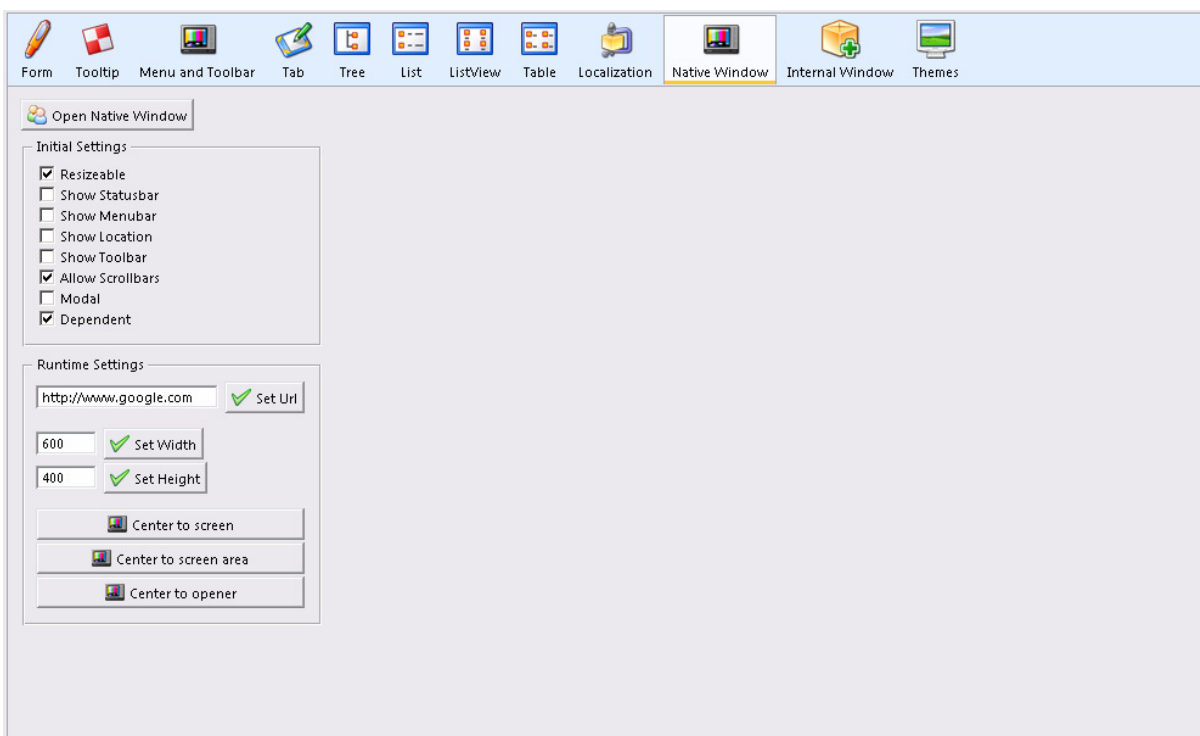 Form Tooltip Menu and Toolbar Tab Tree List ListView Table Localization Native Window Internal Window Themes
Open Native Window
Initial Settings
Resizeable
Show Statusbar
Show Menubar
Show Location
Show Toolbar
Allow Scrollbars
Modal
Dependent
Runtime Settings
http://www.google.com Set Url
600 Set Width
400 Set Height
Center to screen
Center to screen area
Center to opener